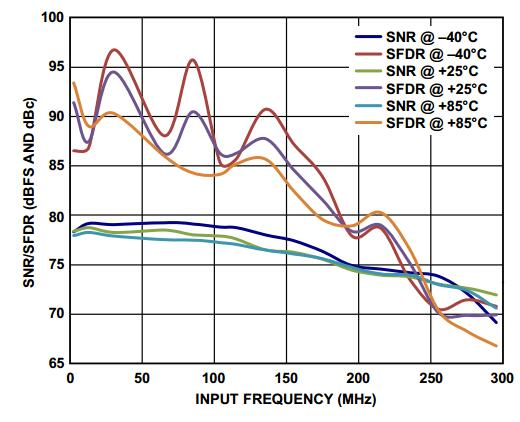 100
95
90
85
80
75
70
65
SNR/SFDR (dBFS AND dBc)
SNR @ –40°C
SFDR @ –40°C
SNR @ +25°C
SFDR @ +25°C
SNR @ +85°C
SFDR @ +85°C
0 50 100 150 200 250 300
INPUT FREQUENCY (MHz)